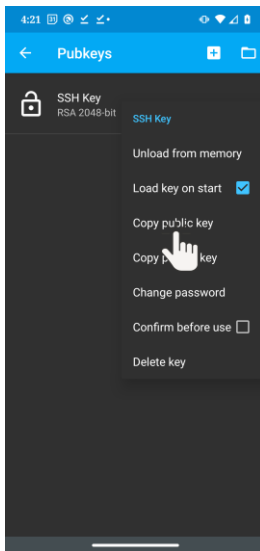 4:21
Pubkeys
SSH Key
RSA 2048-bit
SSH Key
Unload from memory
Load key on start
Copy public key
Copy key
Change password
Confirm before use
Delete key